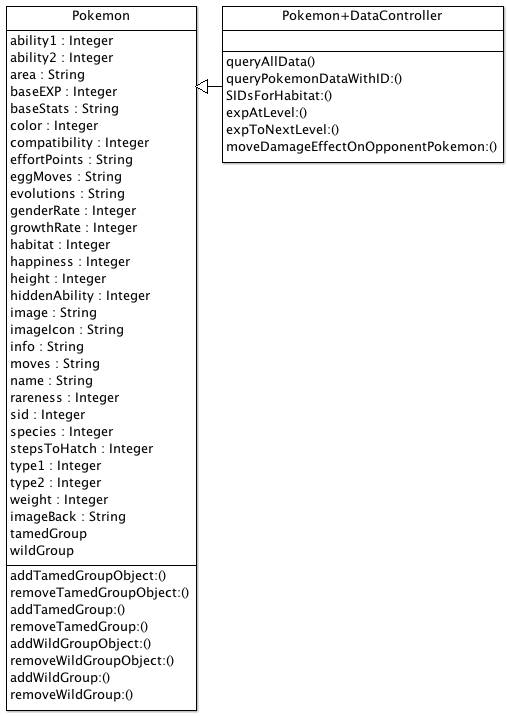 Pokemon
ability1 : Integer
ability2 : Integer
area : String
baseEXP : Integer
baseStats : String
color : Integer
compatibility : Integer
effortPoints : String
eggMoves : String
evolutions : String
genderRate : Integer
growthRate : Integer
habitat : Integer
happiness : Integer
height : Integer
hiddenAbility : Integer
image : String
imageIcon : String
info : String
moves : String
name : String
rareness : Integer
sid : Integer
species : Integer
stepsToHatch : Integer
type1 : Integer
type2 : Integer
weight : Integer
imageBack : String
tamedGroup
wildGroup
addTamedGroupObject:()
removeTamedGroupObject:()
addTamedGroup:()
removeTamedGroup:()
addWildGroupObject:()
removeWildGroupObject:()
addWildGroup:()
removeWildGroup:()
Pokemon+DataController
queryAllData()
queryPokemonDataWithID:()
SIDsForHabitat:()
expAtLevel:()
expToNextLevel:()
moveDamageEffectOnOpponentPokemon:()